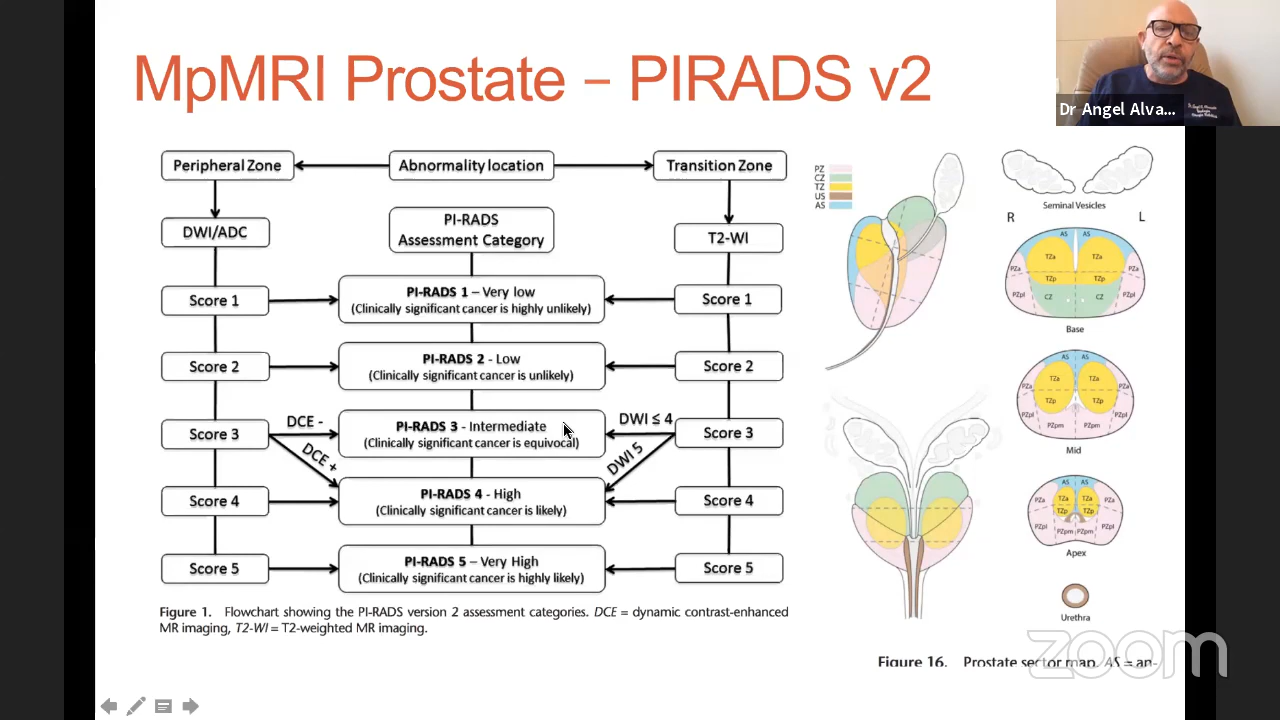 MpMRI Prostate – PIRADS v2
Dr Angel Alva...
Peripheral Zone
Abnormality location
Transition Zone
DWI/ADC
PI-RADS
Assessment Category
T2-WI
Score 1
PI-RADS 1 – Very low
(Clinically significant cancer is highly unlikely)
Score 1
Score 2
PI-RADS 2 - Low
(Clinically significant cancer is unlikely)
Score 2
Score 3
DCE -
DCE +
PI-RADS 3 - Intermediate
(Clinically significant cancer is equivocal)
DWI ≤ 4
DWI 5
Score 3
Score 4
PI-RADS 4 - High
(Clinically significant cancer is likely)
Score 4
Score 5
PI-RADS 5 – Very High
(Clinically significant cancer is highly likely)
Score 5
Figure 1. Flowchart showing the PI-RADS version 2 assessment categories. DCE = dynamic contrast-enhanced
MR imaging, T2-WI = T2-weighted MR imaging.
PZ
CZ
TZ
US
AS
Seminal Vesicles
R
L
AS AS
TZa TZa
PZa PZa
TZp TZp
PZpl PZpl
CZ CZ
Base
AS AS
TZa TZa
PZa PZa
TZp TZp
PZpl PZpl
PZpm PZpm
Mid
AS AS
PZa TZa TZa PZa
TZp TZp
PZpl PZpm PZpm PZpl
Apex
Urethra
zoom
Figure 16. Prostate sector map. AS = an-